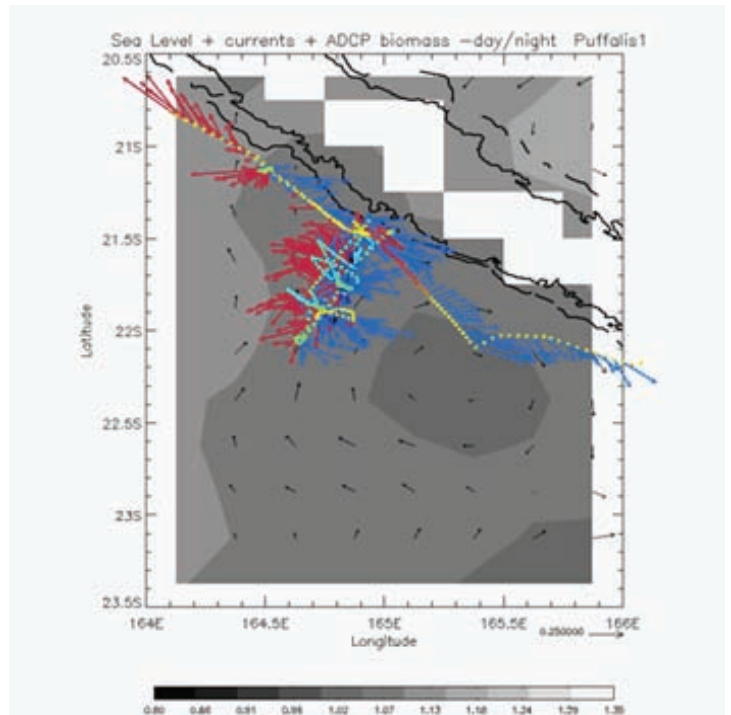 Sea Level + currents + ADCP biomass -day/night Puffalis1
20.5S
21S
21.5S
22S
22.5S
23S
23.5S
Latitude
164E 164.5E 165E 165.5E 166E
Longitude
0.250000
0.80 0.86 0.91 0.96 1.02 1.07 1.13 1.18 1.24 1.29 1.35